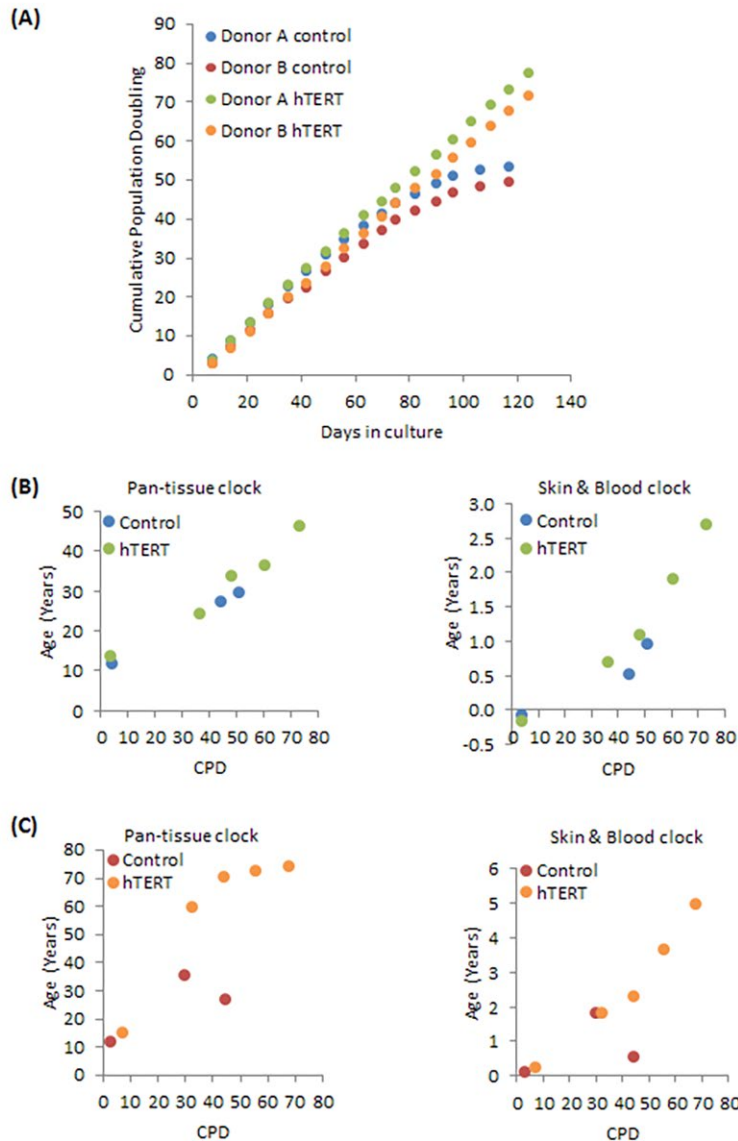 (A)
90
80
70
60
50
40
30
20
10
0
Cumulative Population Doubling
Donor A control
Donor B control
Donor A hTERT
Donor B hTERT
0 20 40 60 80 100 120 140
Days in culture
(B)
Pan-tissue clock
50
40
30
20
10
0
Age (Years)
Control
hTERT
0 10 20 30 40 50 60 70 80
CPD
Skin & Blood clock
3.0
2.5
2.0
1.5
1.0
0.5
0.0
-0.5
Age (Years)
Control
hTERT
0 10 20 30 40 50 60 70 80
CPD
(C)
Pan-tissue clock
80
70
60
50
40
30
20
10
0
Age (Years)
Control
hTERT
0 10 20 30 40 50 60 70 80
CPD
Skin & Blood clock
6
5
4
3
2
1
0
Age (Years)
Control
hTERT
0 10 20 30 40 50 60 70 80
CPD